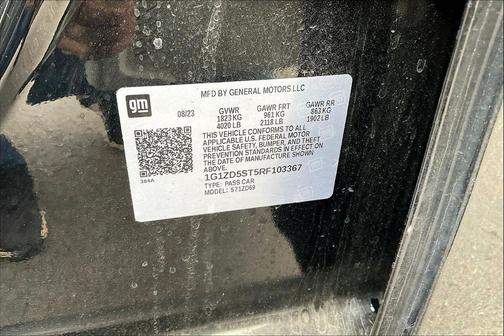 gm
MFD BY GENERAL MOTORS LLC
08/23 GVWR GAWR FRT GAWR RR
1823 KG 961 KG 863 KG
4020 LB 2118 LB 1902 LB
THIS VEHICLE CONFORMS TO ALL
APPLICABLE U.S. FEDERAL MOTOR
VEHICLE SAFETY, BUMPER, AND THEFT
PREVENTION STANDARDS IN EFFECT ON
THE DATE OF MANUFACTURE SHOWN
ABOVE.
384A
1G1ZD5ST5RF103367
TYPE: PASS CAR
MODEL: 571ZD69